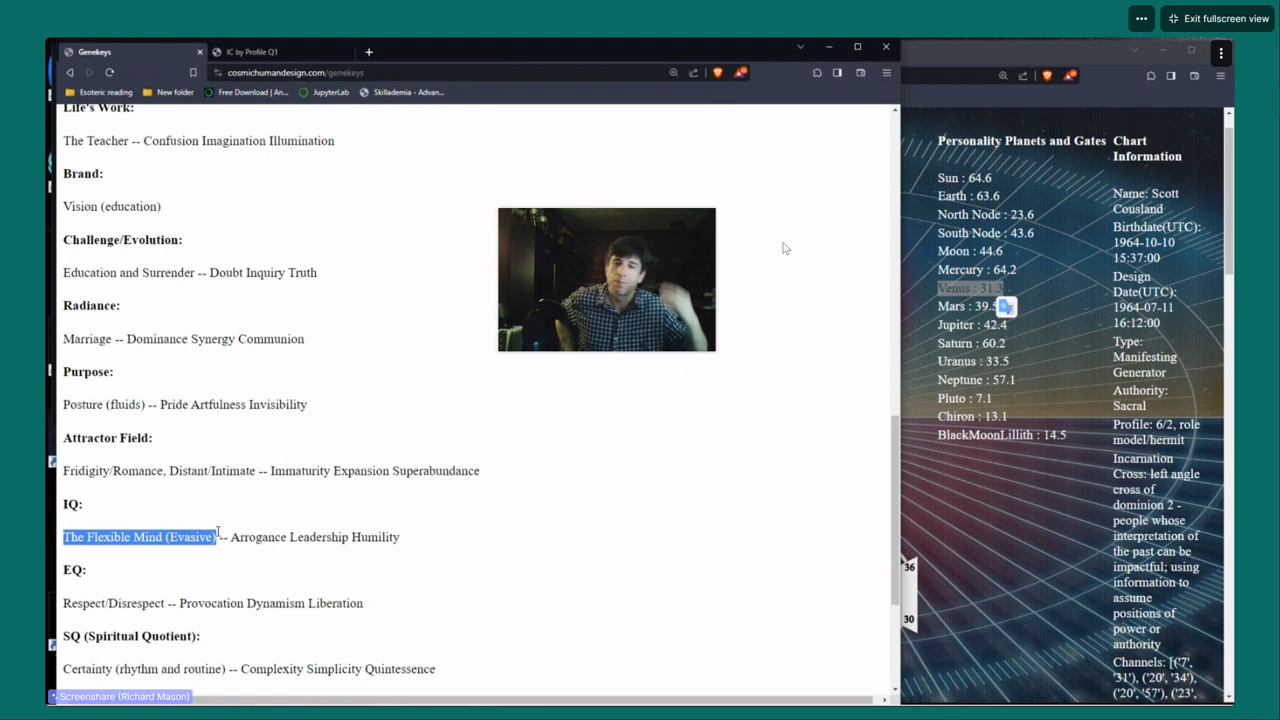 Exit fullscreen view
Genekeys
IC by Profile Q1
cosmichumandesign.com/genekeys
Esoteric reading
New folder
Free Download | An...
JupyterLab
Skillademia - Advan...
Life's Work:
The Teacher -- Confusion Imagination Illumination
Brand:
Vision (education)
Challenge/Evolution:
Education and Surrender -- Doubt Inquiry Truth
Radiance:
Marriage -- Dominance Synergy Communion
Purpose:
Posture (fluids) -- Pride Artfulness Invisibility
Attractor Field:
Fridigity/Romance, Distant/Intimate -- Immaturity Expansion Superabundance
IQ:
The Flexible Mind (Evasive) -- Arrogance Leadership Humility
EQ:
Respect/Disrespect -- Provocation Dynamism Liberation
SQ (Spiritual Quotient):
Certainty (rhythm and routine) -- Complexity Simplicity Quintessence
Screenshare (Richard Mason)
Personality Planets and Gates
Sun : 64.6
Earth : 63.6
North Node : 23.6
South Node : 43.6
Moon : 44.6
Mercury : 64.2
Venus : 31.3
Mars : 39.5
Jupiter : 42.4
Saturn : 60.2
Uranus : 33.5
Neptune : 57.1
Pluto : 7.1
Chiron : 13.1
BlackMoonLillith : 14.5
Chart
Information
Name: Scott
Cousland
Birthdate(UTC):
1964-10-10
15:37:00
Design
Date(UTC):
1964-07-11
16:12:00
Type:
Manifesting
Generator
Authority:
Sacral
Profile: 6/2, role
model/hermit
Incarnation
Cross: left angle
cross of
dominion 2 -
people whose
interpretation of
the past can be
impactful; using
information to
assume
positions of
power or
authority
Channels: [('7',
'31'), ('20', '34'),
('20', '57'), ('23',
36
30